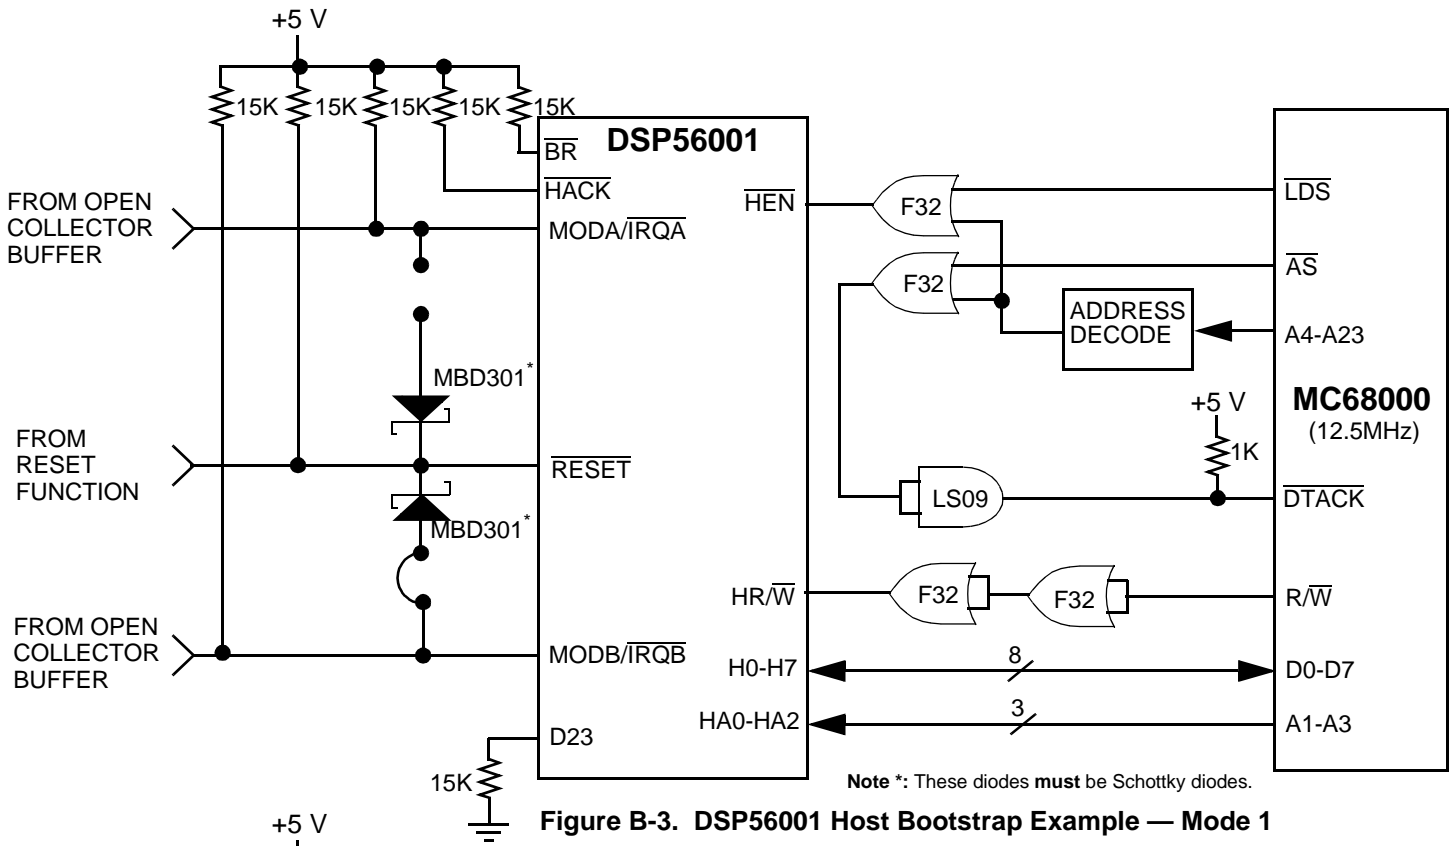 +5 V
15K
15K
15K
15K
15K
DSP56001
BR
HACK
HEN
F32
LDS
FROM OPEN
COLLECTOR
BUFFER
MODA/IRQA
F32
AS
ADDRESS
DECODE
A4-A23
MBD301*
+5 V
MC68000
(12.5MHz)
FROM
RESET
FUNCTION
RESET
1K
LS09
DTACK
MBD301*
HR/W
F32
F32
R/W
FROM OPEN
COLLECTOR
BUFFER
MODB/IRQB
H0-H7
8
D0-D7
HA0-HA2
3
A1-A3
D23
15K
Note *: These diodes must be Schottky diodes.
Figure B-3. DSP56001 Host Bootstrap Example — Mode 1
+5 V